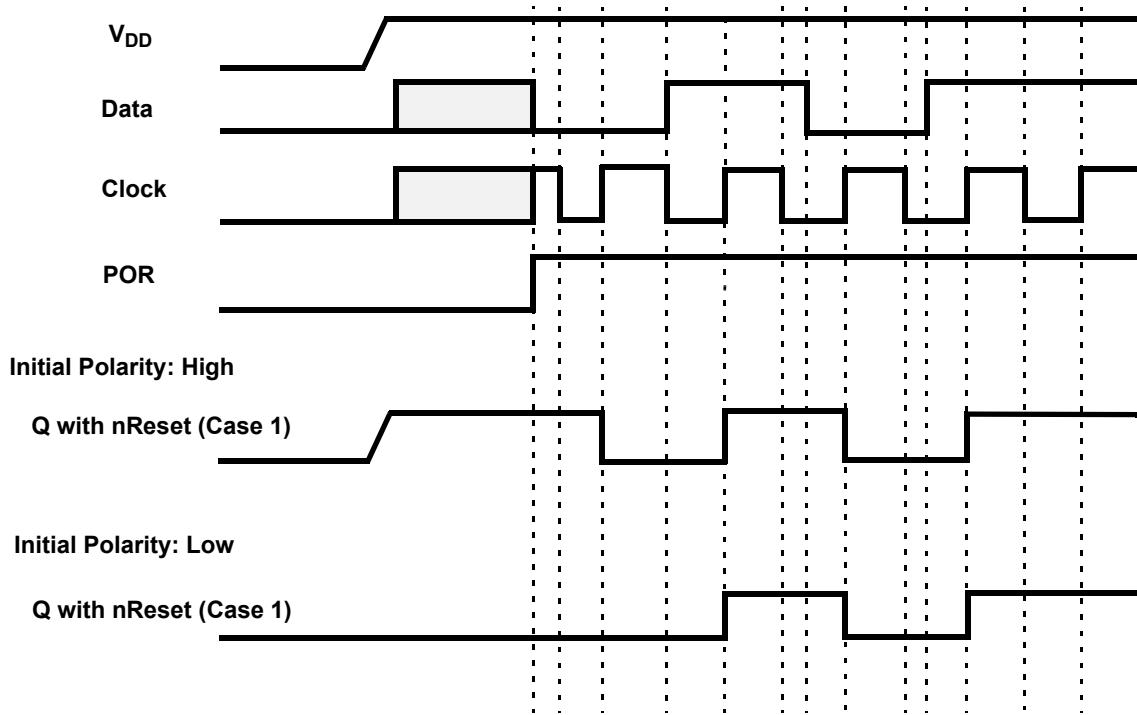 VDD
Data
Clock
POR
Initial Polarity: High
Q with nReset (Case 1)
Initial Polarity: Low
Q with nReset (Case 1)